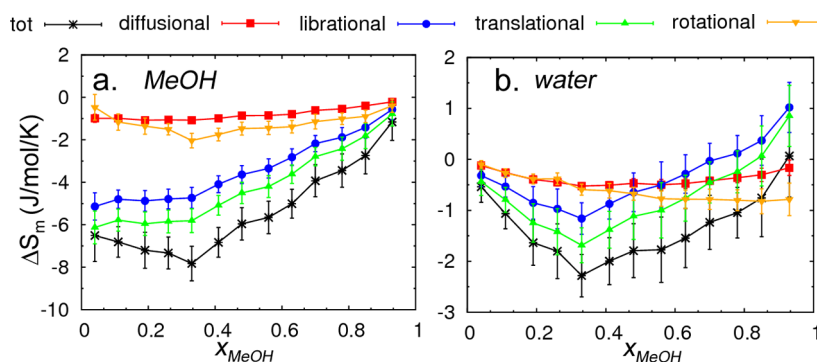 tot diffusional librational translational rotational
a. MeOH
b. water
ΔSm (J/mol/K)
2
0
-2
-4
-6
-8
-10
2
1
0
-1
-2
-3
0 0.2 0.4 0.6 0.8 1
0 0.2 0.4 0.6 0.8 1
xMeOH
xMeOH